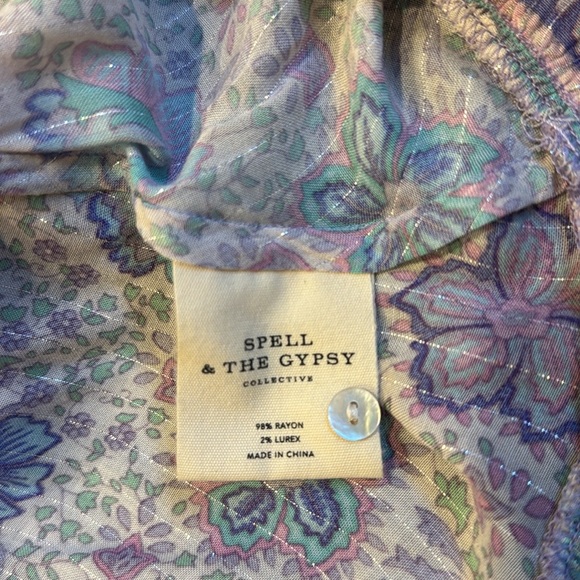 SPELL
& THE GYPSY
COLLECTIVE
98% RAYON
2% LUREX
MADE IN CHINA